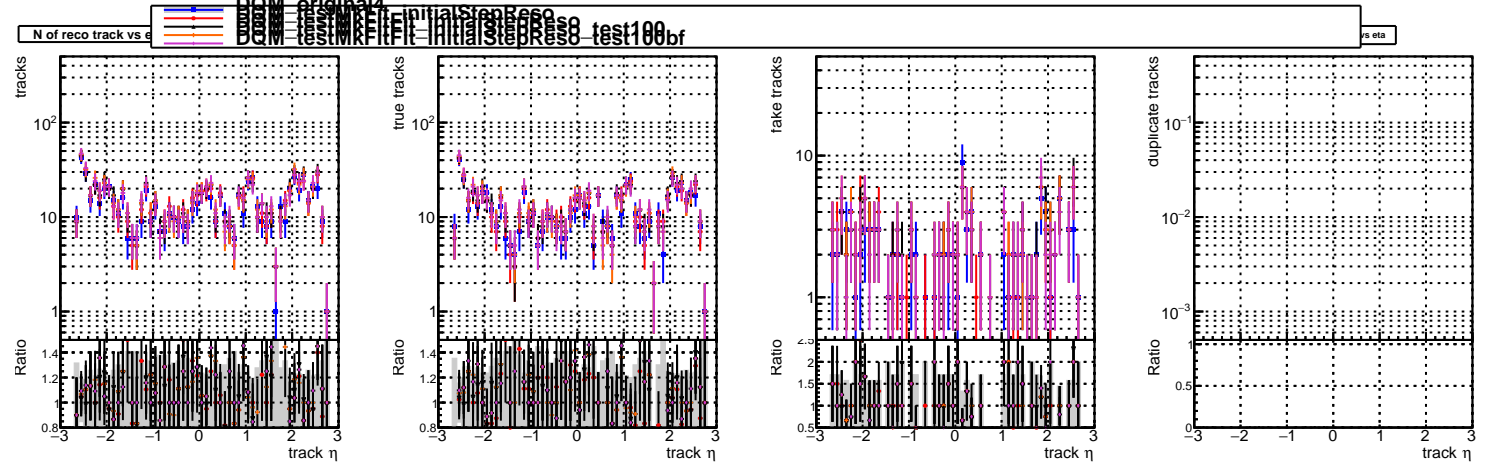 DQM_original4
DQM_testMkFitFit_initialStepReso
DQM_testMkFitFit_initialStepReso_test100
DQM_testMkFitFit_initialStepReso_test100bf
N of reco track vs e
vs eta
tracks
10²
10
1
Ratio
1.4
1.2
1
0.8
−3 −2 −1 0 1 2 3
track η
true tracks
10²
10
1
Ratio
1.4
1.2
1
0.8
−3 −2 −1 0 1 2 3
track η
fake tracks
10
1
Ratio
2.5
2
1.5
1
0.5
−3 −2 −1 0 1 2 3
track η
duplicate tracks
10⁻¹
10⁻²
10⁻³
Ratio
1
0.5
0
−3 −2 −1 0 1 2 3
track η